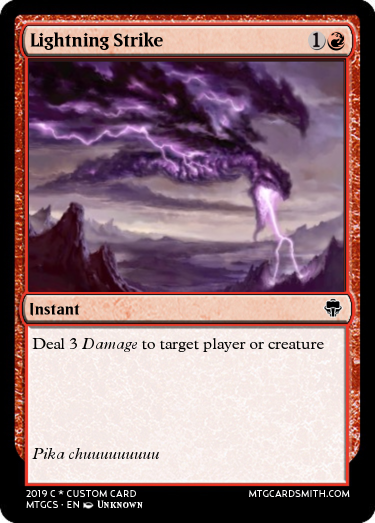 Lightning Strike 1
Instant
Deal 3 Damage to target player or creature
Pika chuuuuuuuuu
2019 C * CUSTOM CARD MTGCARDSMITH.COM
MTGCS · EN Unknown